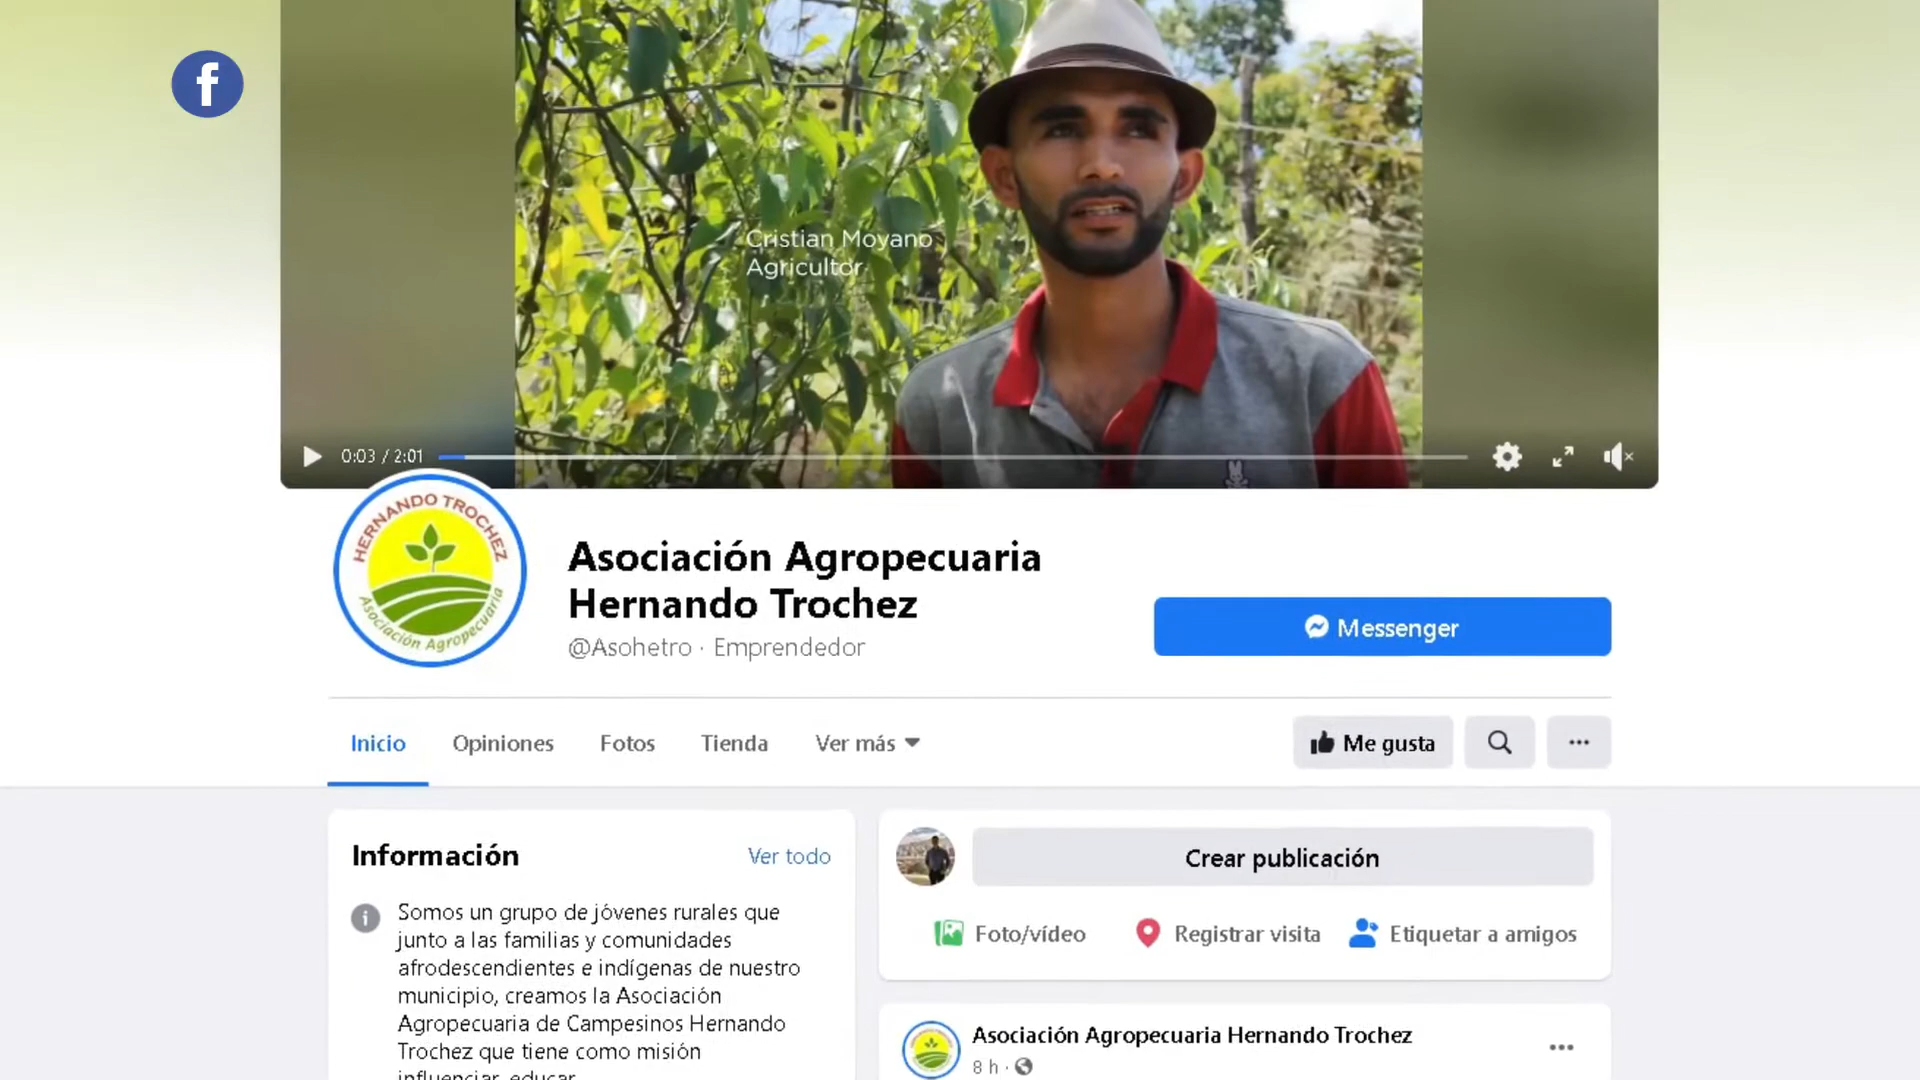 f
Cristian Moyano
Agricultor
0:03 / 2:01
HERNANDO TROCHEZ
Asociación Agropecuaria
Asociación Agropecuaria
Hernando Trochez
@Asohetro · Emprendedor
Messenger
Inicio Opiniones Fotos Tienda Ver más
Me gusta
Información
Ver todo
Somos un grupo de jóvenes rurales que
junto a las familias y comunidades
afrodescendientes e indígenas de nuestro
municipio, creamos la Asociación
Agropecuaria de Campesinos Hernando
Trochez que tiene como misión
influenciar, educar
Crear publicación
Foto/vídeo Registrar visita Etiquetar a amigos
Asociación Agropecuaria Hernando Trochez
8 h ·